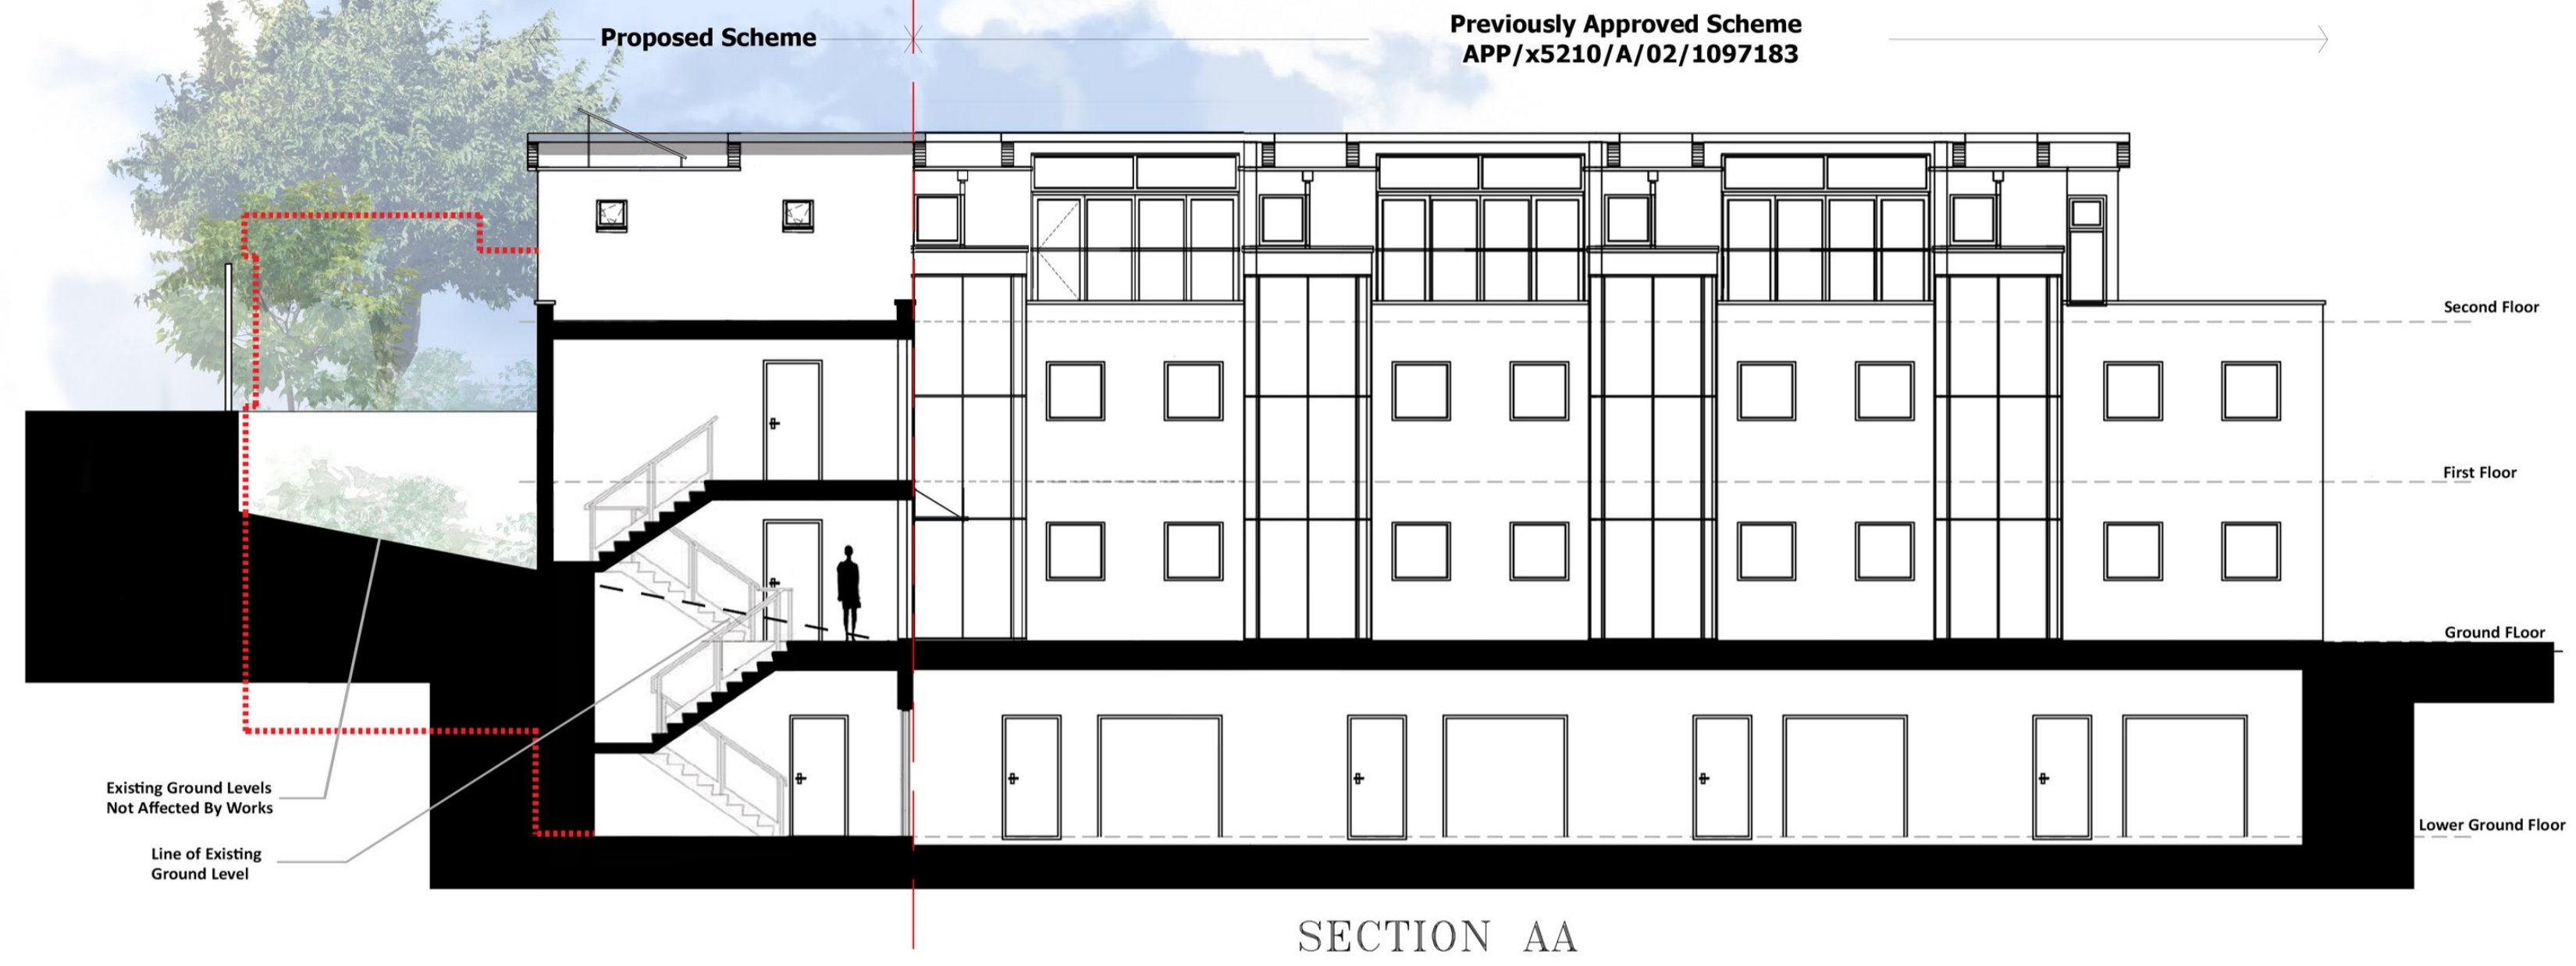 Proposed Scheme
Previously Approved Scheme
APP/x5210/A/02/1097183
Second Floor
First Floor
Ground FLoor
Lower Ground Floor
Existing Ground Levels
Not Affected By Works
Line of Existing
Ground Level
SECTION AA